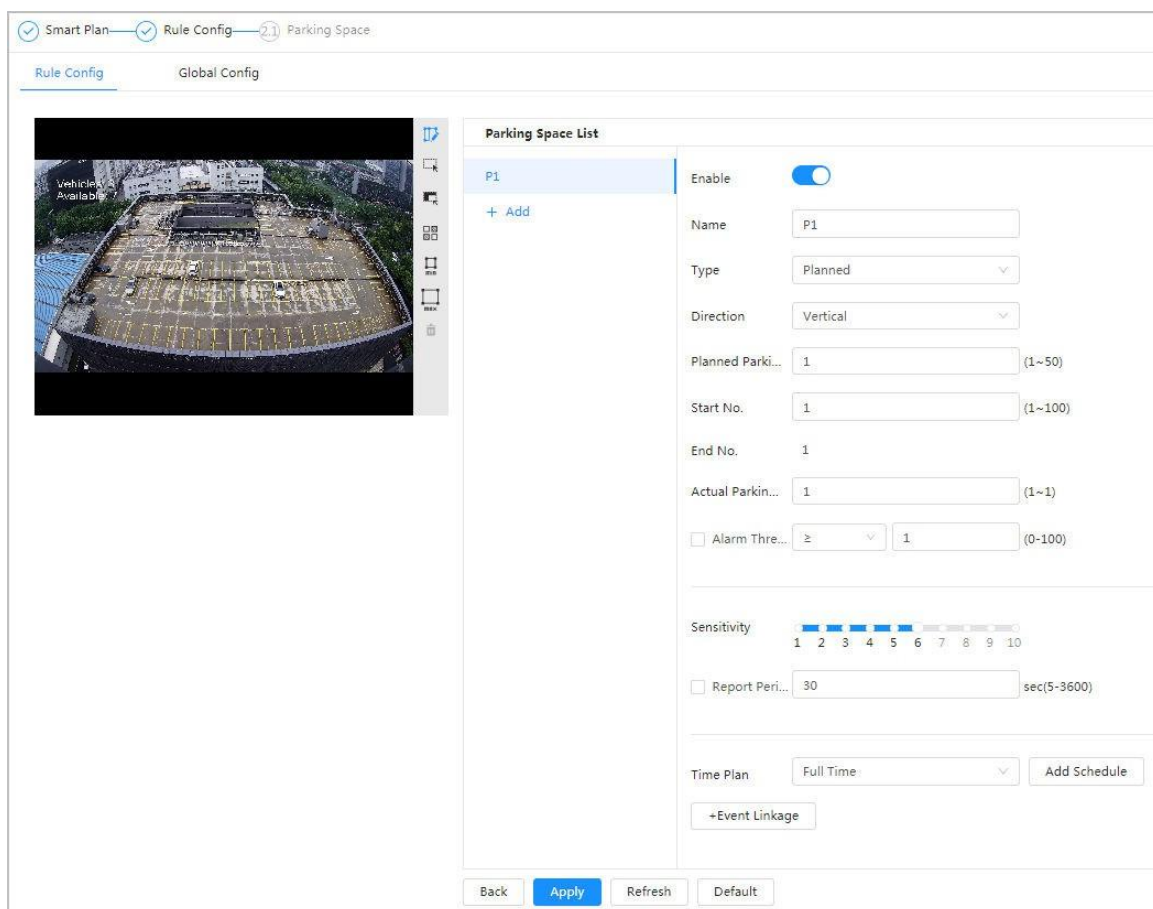 Smart Plan Rule Config 2.1 Parking Space
Rule Config Global Config
Vehicles:
Available:
min
max
Parking Space List
P1
+ Add
Enable
Name P1
Type Planned
Direction Vertical
Planned Parki... 1 (1~50)
Start No. 1 (1~100)
End No. 1
Actual Parkin... 1 (1~1)
Alarm Thre... ≥ 1 (0-100)
Sensitivity
1 2 3 4 5 6 7 8 9 10
Report Peri... 30 sec(5-3600)
Time Plan Full Time Add Schedule
+Event Linkage
Back Apply Refresh Default